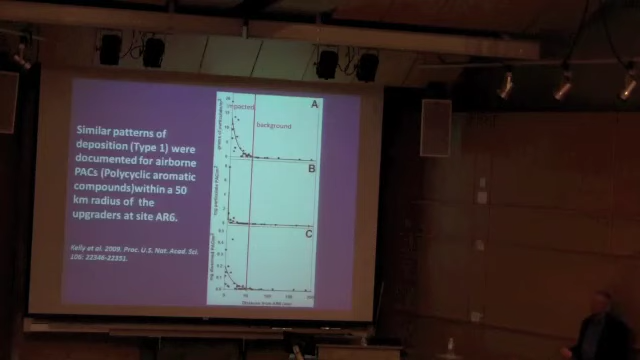 Similar patterns of
deposition (Type 1) were
documented for airborne
PACs (Polycyclic aromatic
compounds)within a 50
km radius of the
upgraders at site AR6.
Kelly et al. 2009, Proc. U.S. Nat. Acad. Sci.
106: 22346-22351.
A
impacted
background
B
C